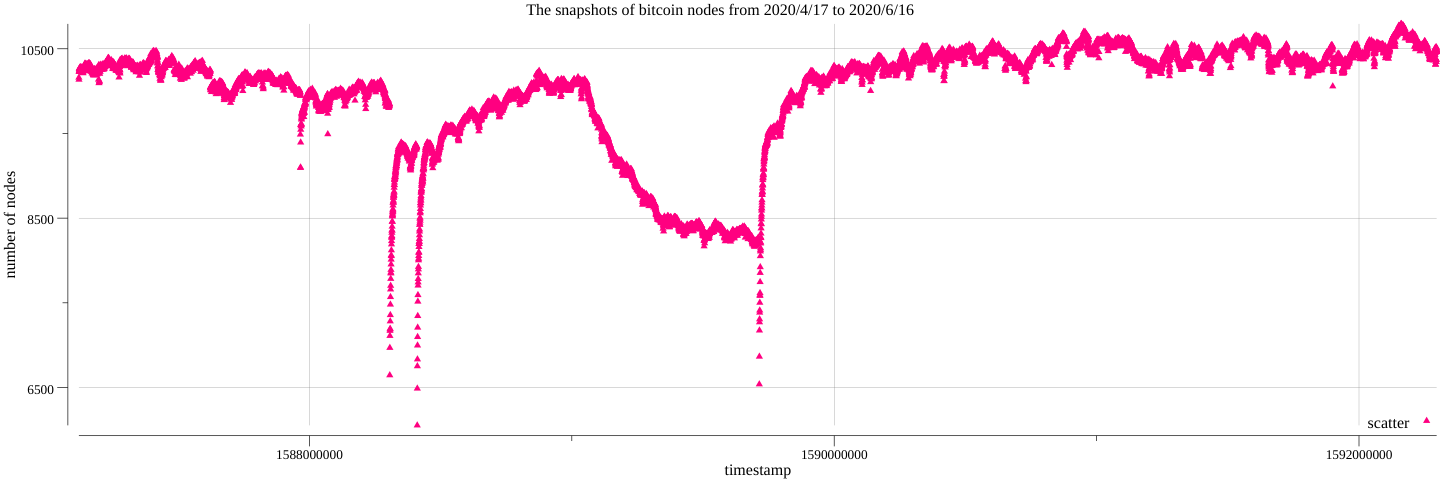 The snapshots of bitcoin nodes from 2020/4/17 to 2020/6/16
10500
8500
6500
number of nodes
scatter
1588000000 1590000000 1592000000
timestamp